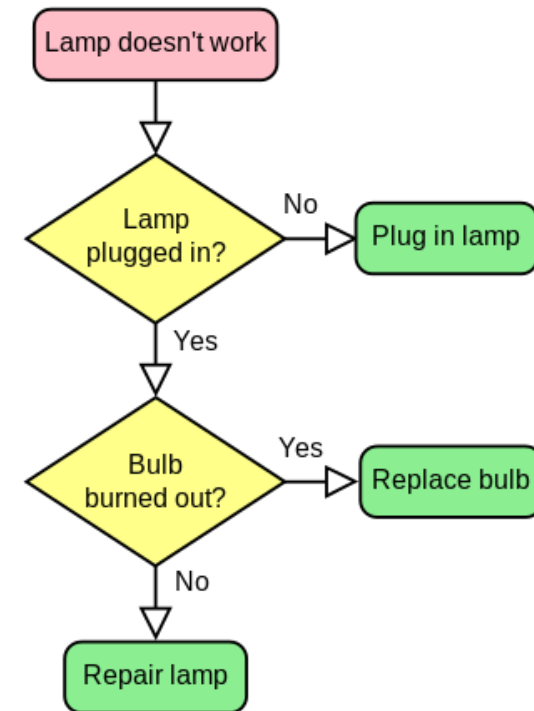 Lamp doesn't work
Lamp
plugged in?
No
Plug in lamp
Yes
Bulb
burned out?
Yes
Replace bulb
No
Repair lamp